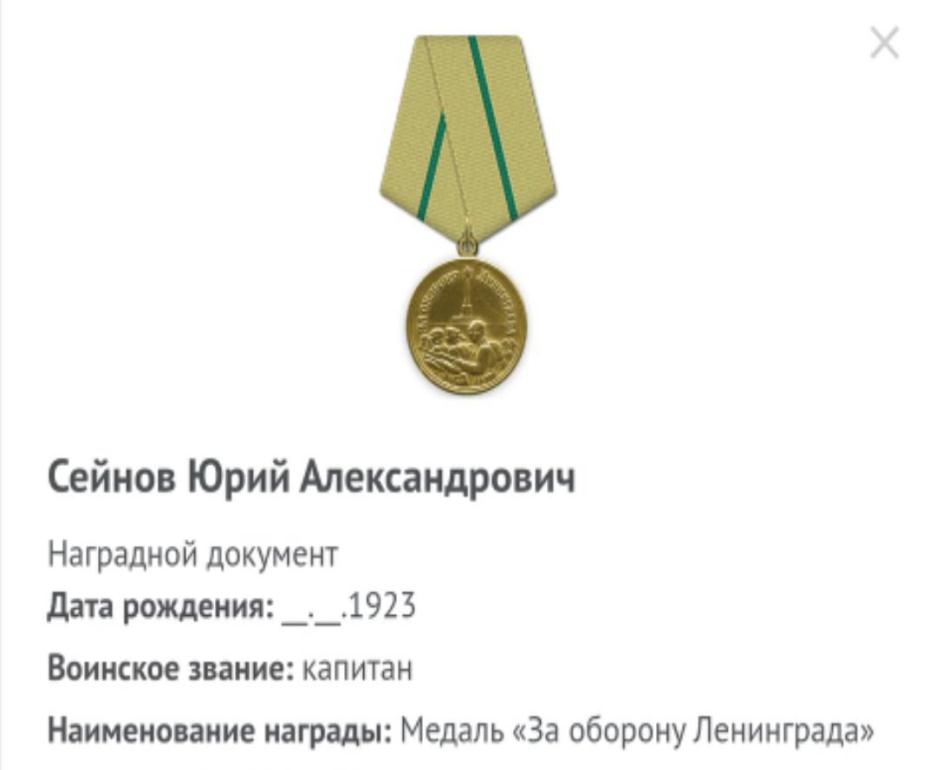 Сейнов Юрий Александрович
Наградной документ
Дата рождения: __.__.1923
Воинское звание: капитан
Наименование награды: Медаль «За оборону Ленинграда»